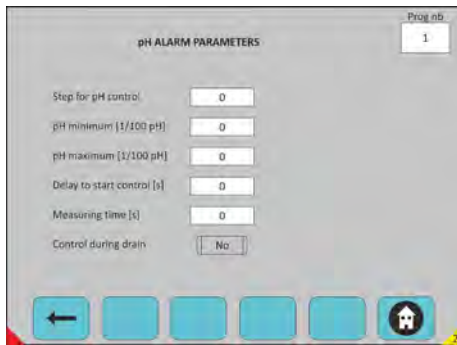 Prog nb
pH ALARM PARAMETERS
1
Step for pH control
0
pH minimum [1/100 pH]
0
pH maximum [1/100 pH]
0
Delay to start control [s]
0
Measuring time [s]
0
Control during drain
No